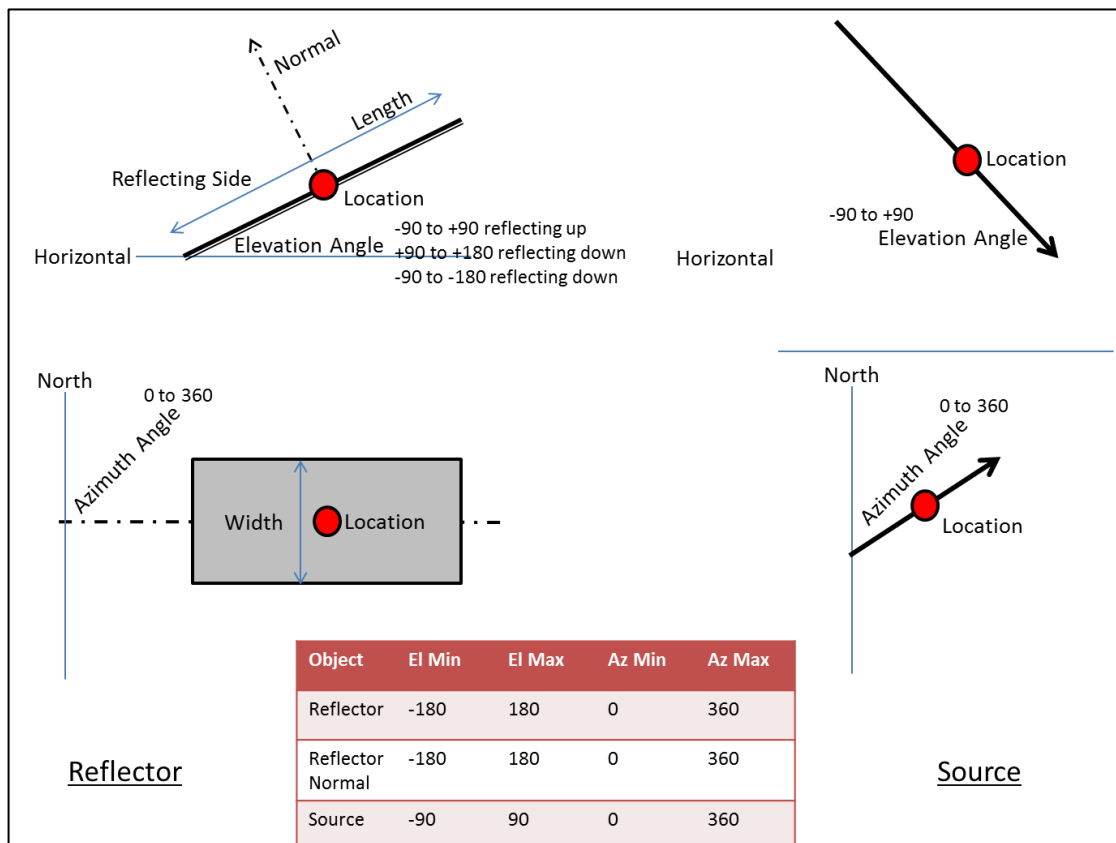 Normal
Length
Reflecting Side
Location
Elevation Angle
-90 to +90 reflecting up
+90 to +180 reflecting down
-90 to -180 reflecting down
Horizontal
Location
-90 to +90
Elevation Angle
Horizontal
North
0 to 360
Azimuth Angle
Width
Location
North
0 to 360
Azimuth Angle
Location
Object El Min El Max Az Min Az Max
Reflector -180 180 0 360
Reflector -180 180 0 360
Normal
Source -90 90 0 360
Reflector
Source